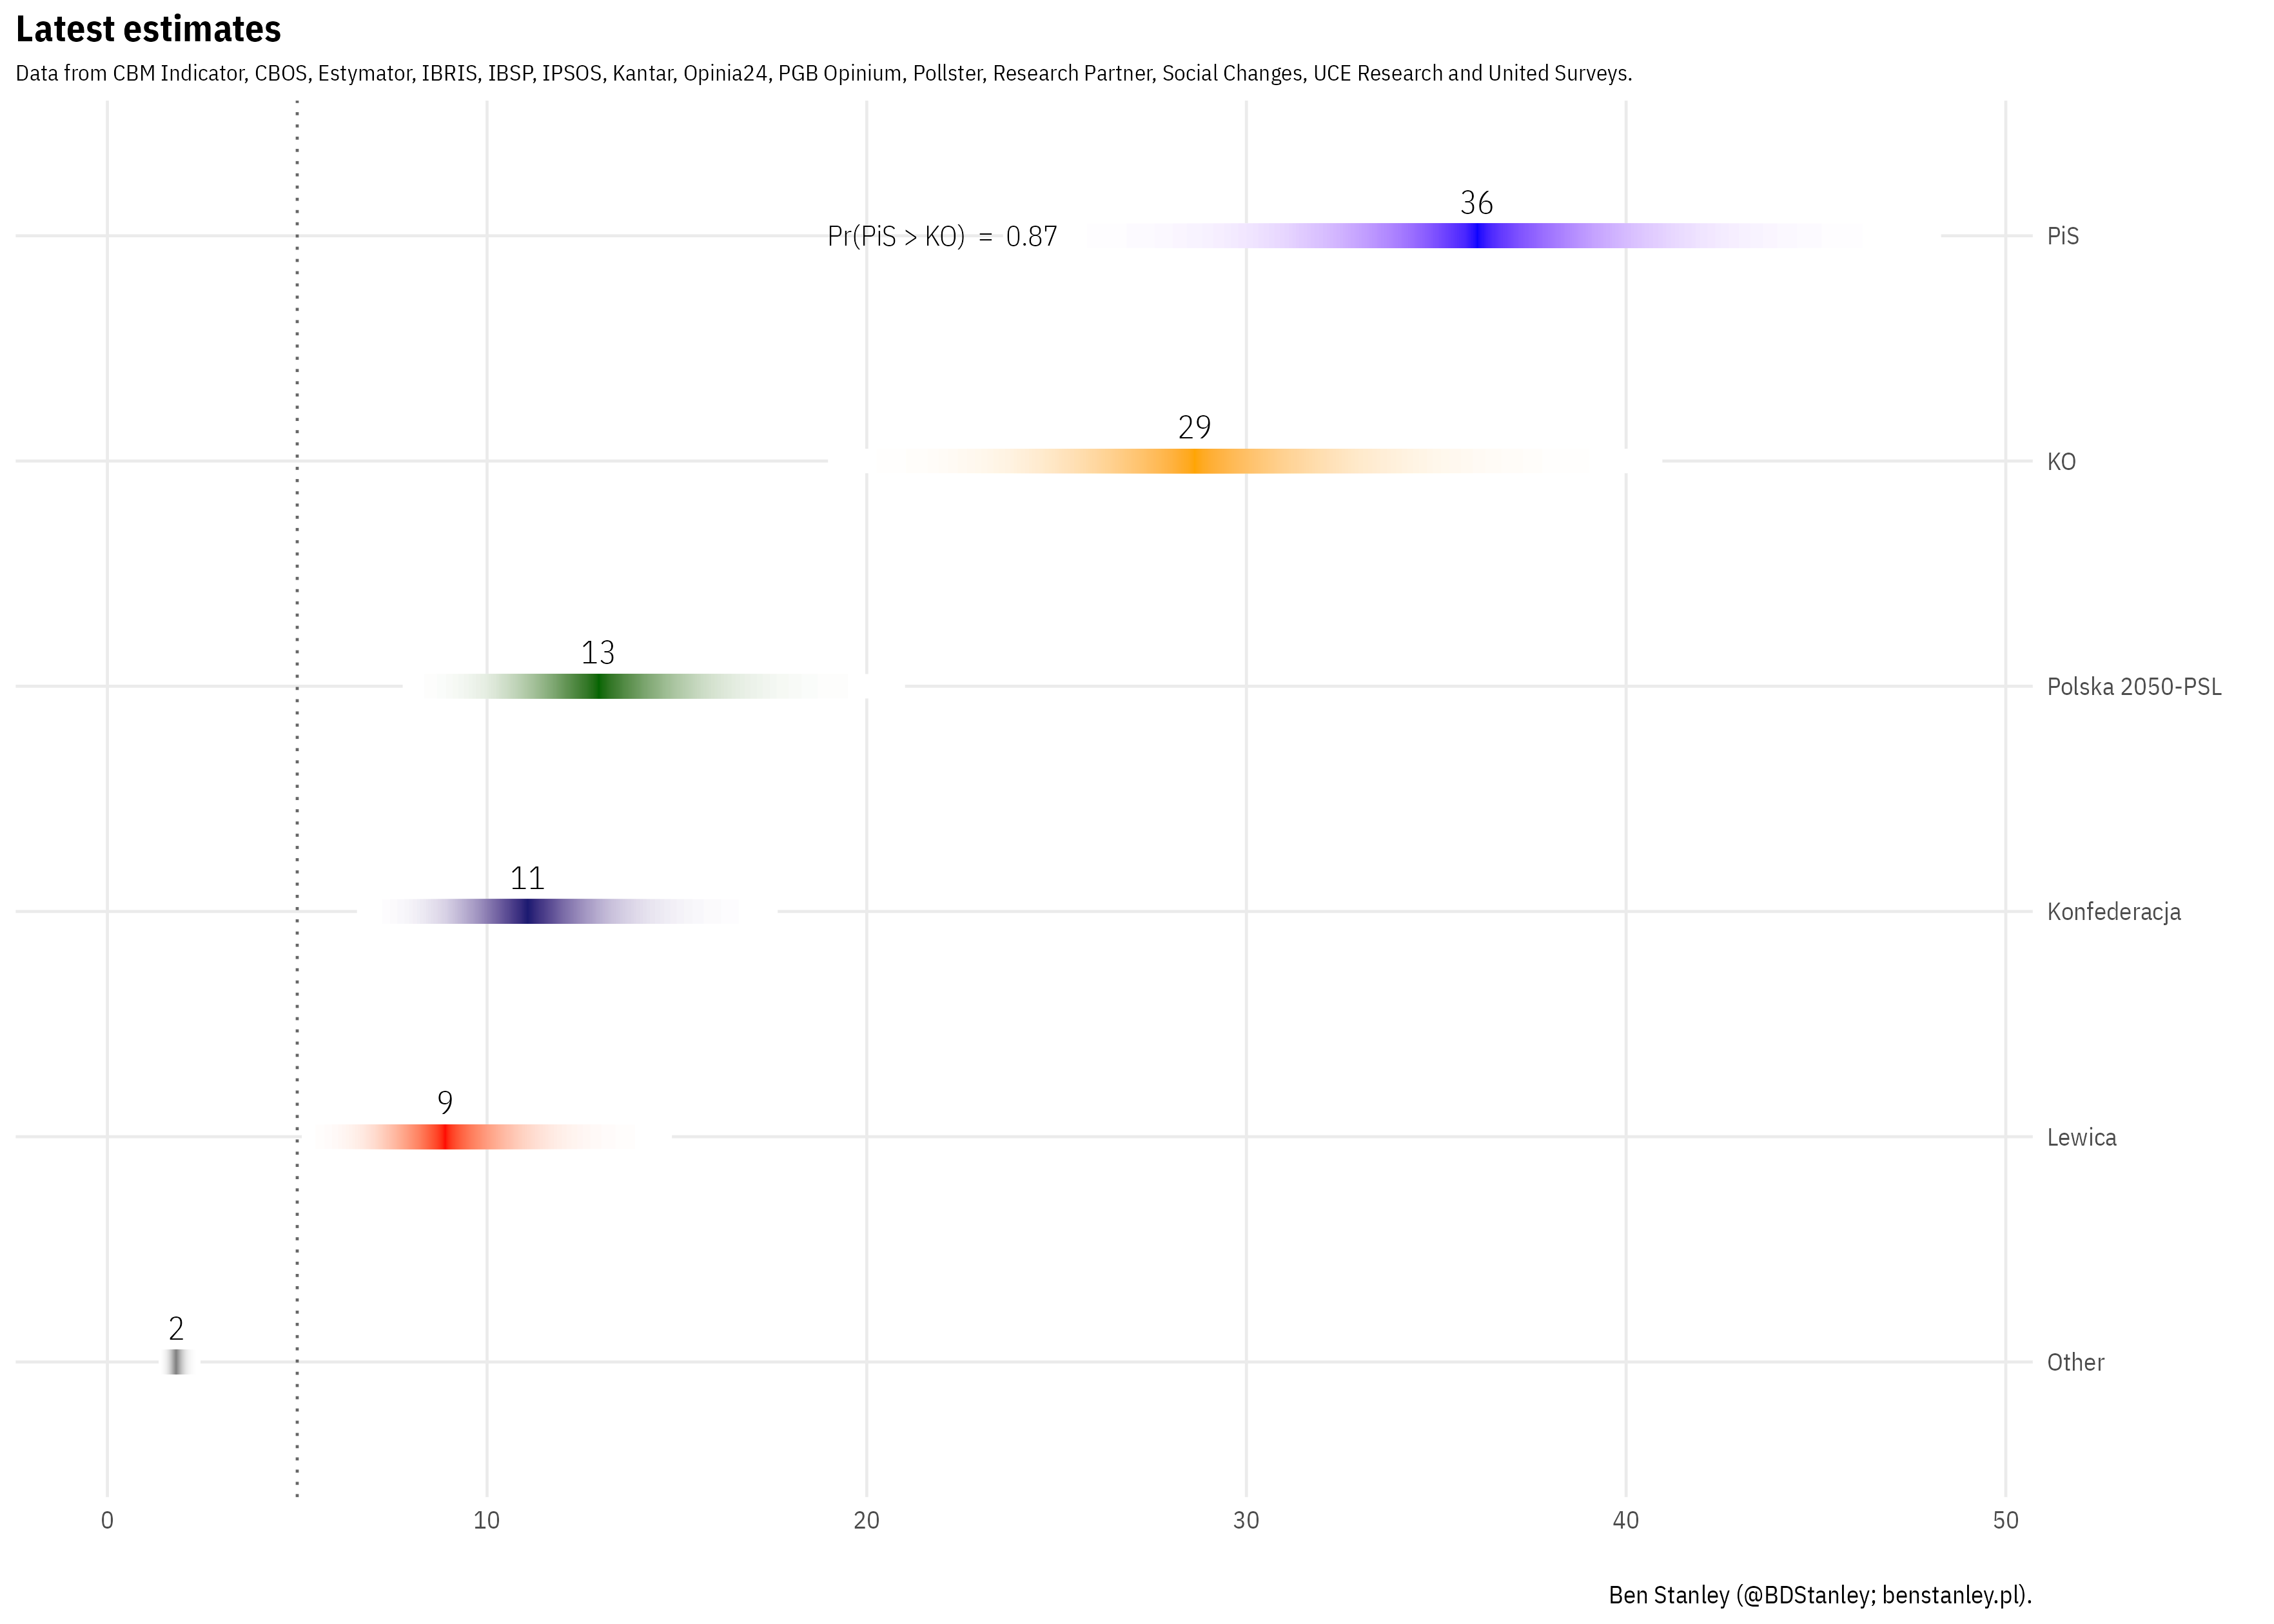 Latest estimates
Data from CBM Indicator, CBOS, Estymator, IBRIS, IBSP, IPSOS, Kantar, Opinia24, PGB Opinium, Pollster, Research Partner, Social Changes, UCE Research and United Surveys.
36
Pr(PiS > KO) = 0.87
PiS
29
KO
13
Polska 2050-PSL
11
Konfederacja
9
Lewica
2
Other
0 10 20 30 40 50
Ben Stanley (@BDStanley; benstanley.pl).